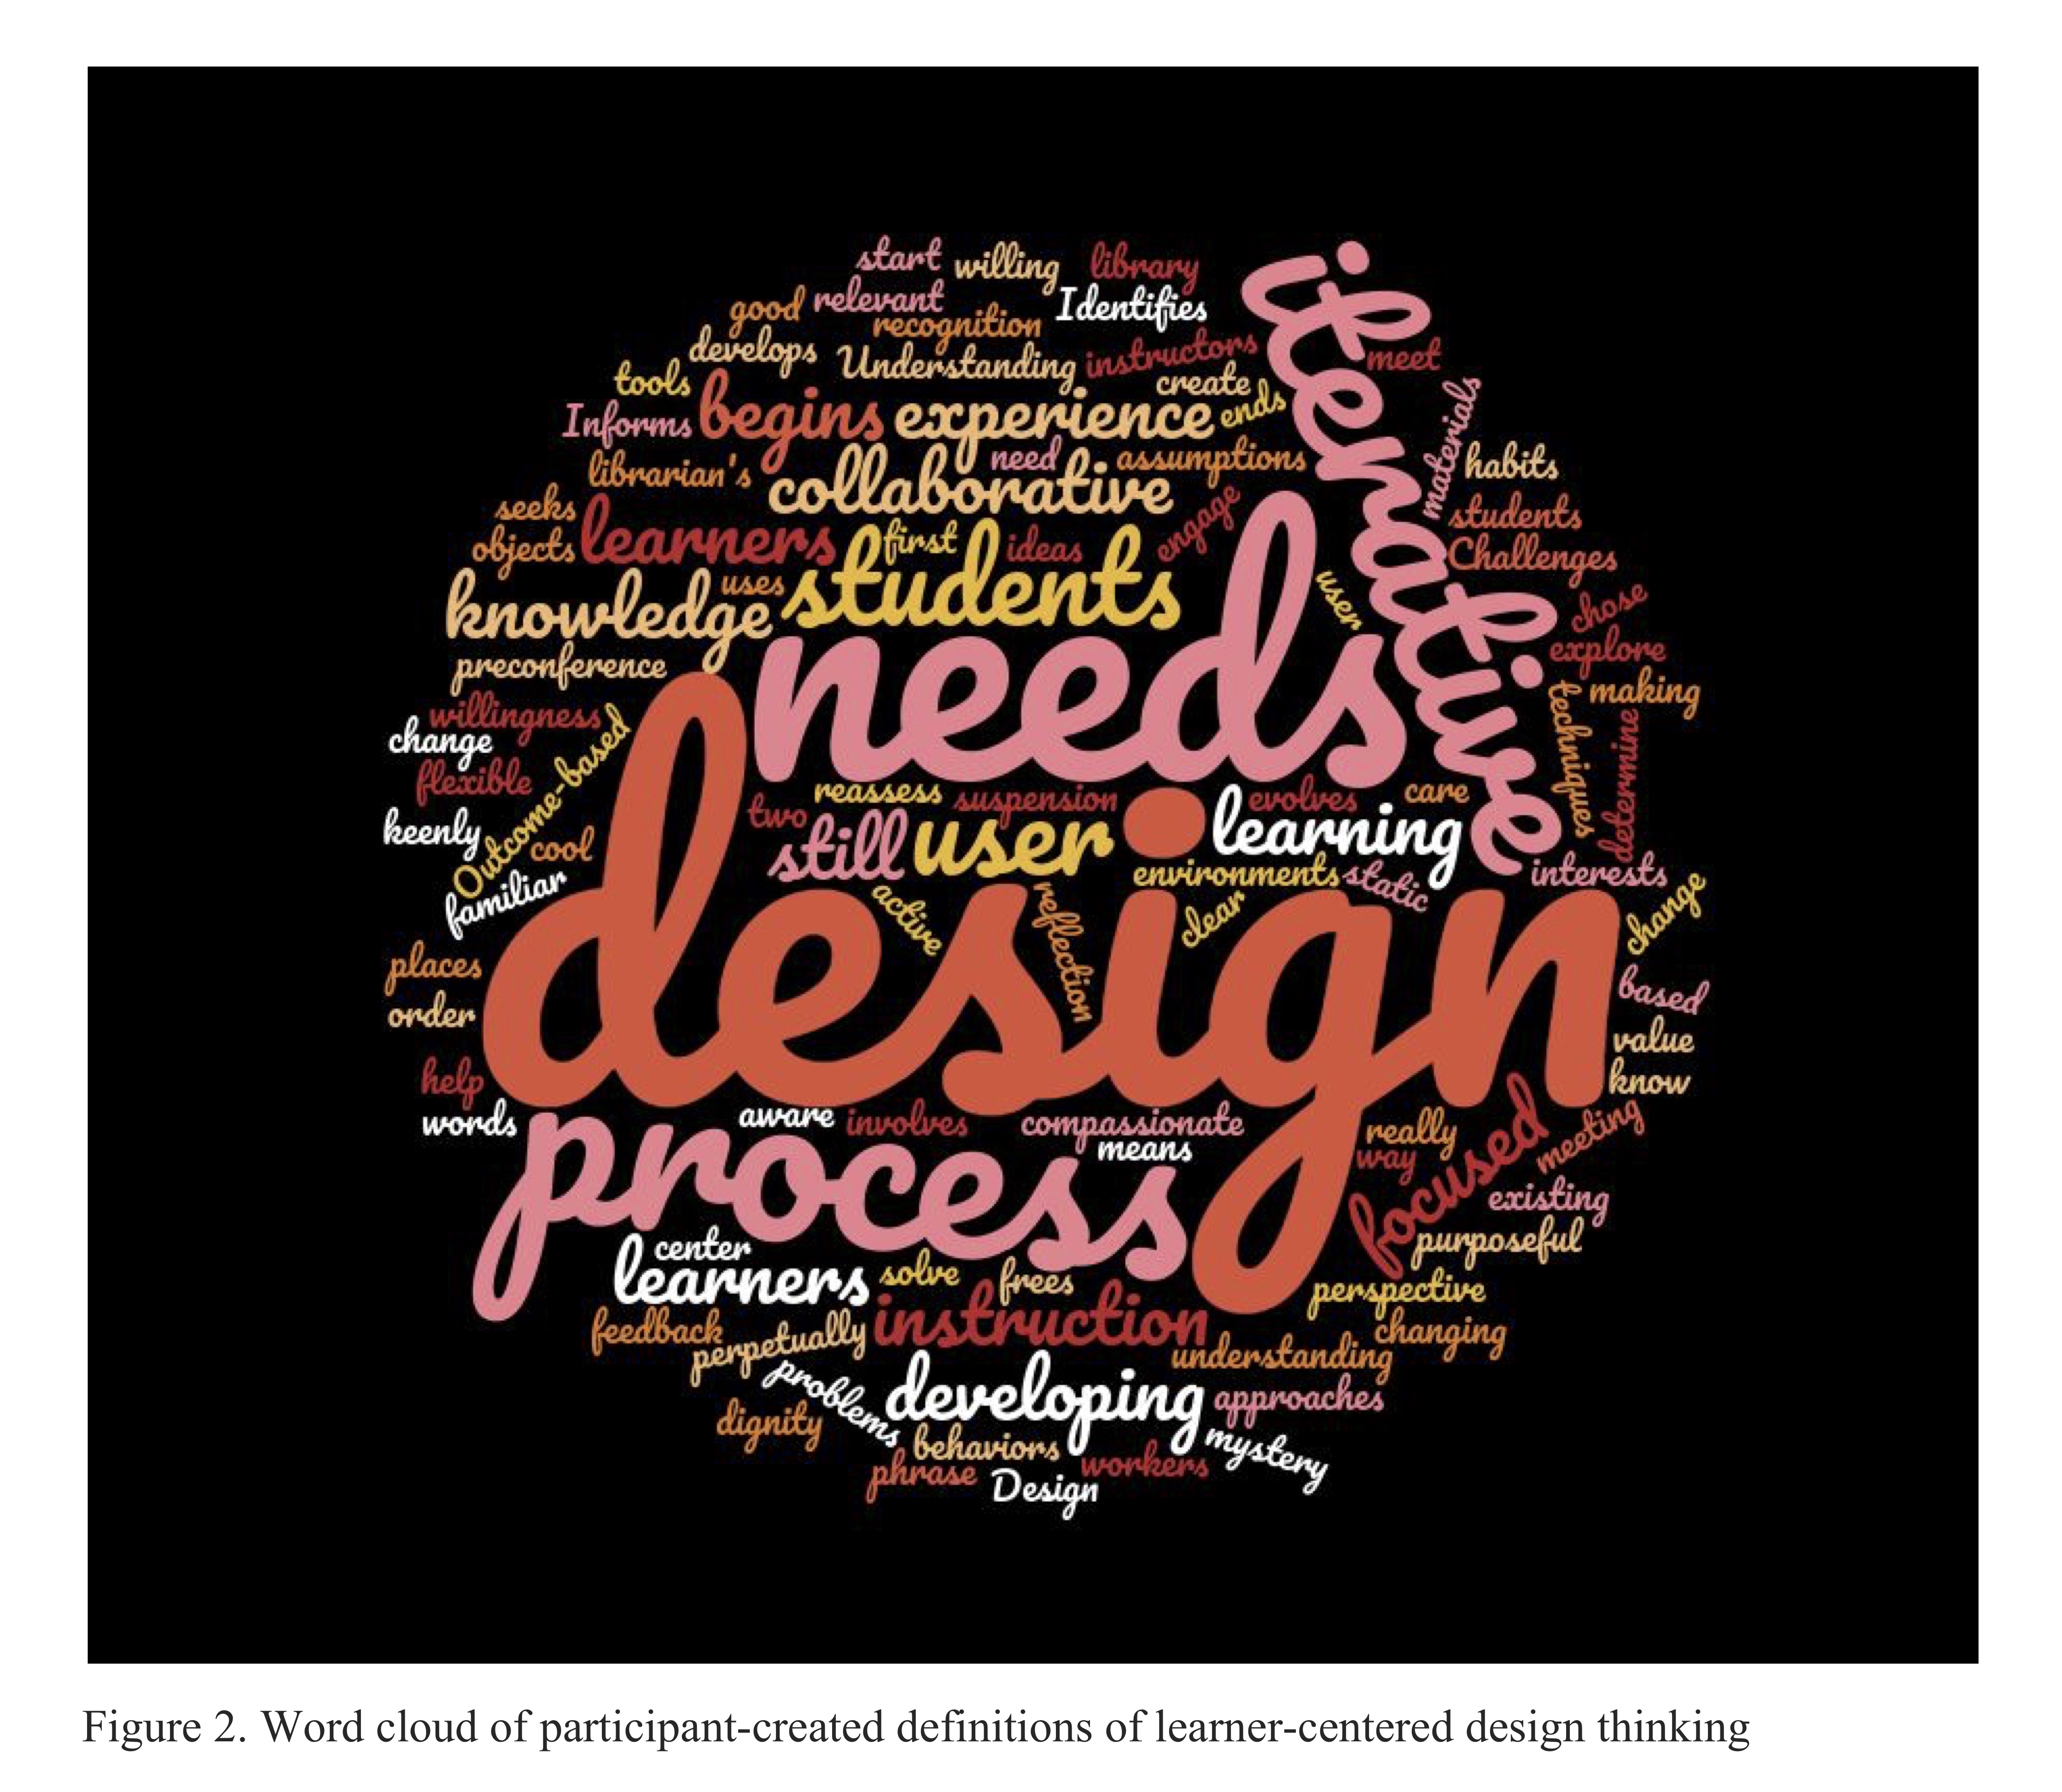 start willing library
good relevant Identifies
recognition
develops Understanding instructors
iterative
meet
tools create
Informs begins experience ends
materials
librarian's need assumptions habits
collaborative
seeks engage students
objects learners first ideas Challenges
knowledge uses students user chose
preconference needs explore
willingness techniques making
change Outcome-based determine
flexible reassess suspension evolves care
two
keenly cool still user learning
familiar environments static interests
active reflection clear change
places design based
order value
help know
words aware involves compassionate really meeting
process means way focused
existing
center purposeful
learners solve frees perspective
feedback perpetually instruction changing
understanding
problems developing approaches
dignity behaviors mystery
phrase Design workers
Figure 2. Word cloud of participant-created definitions of learner-centered design thinking